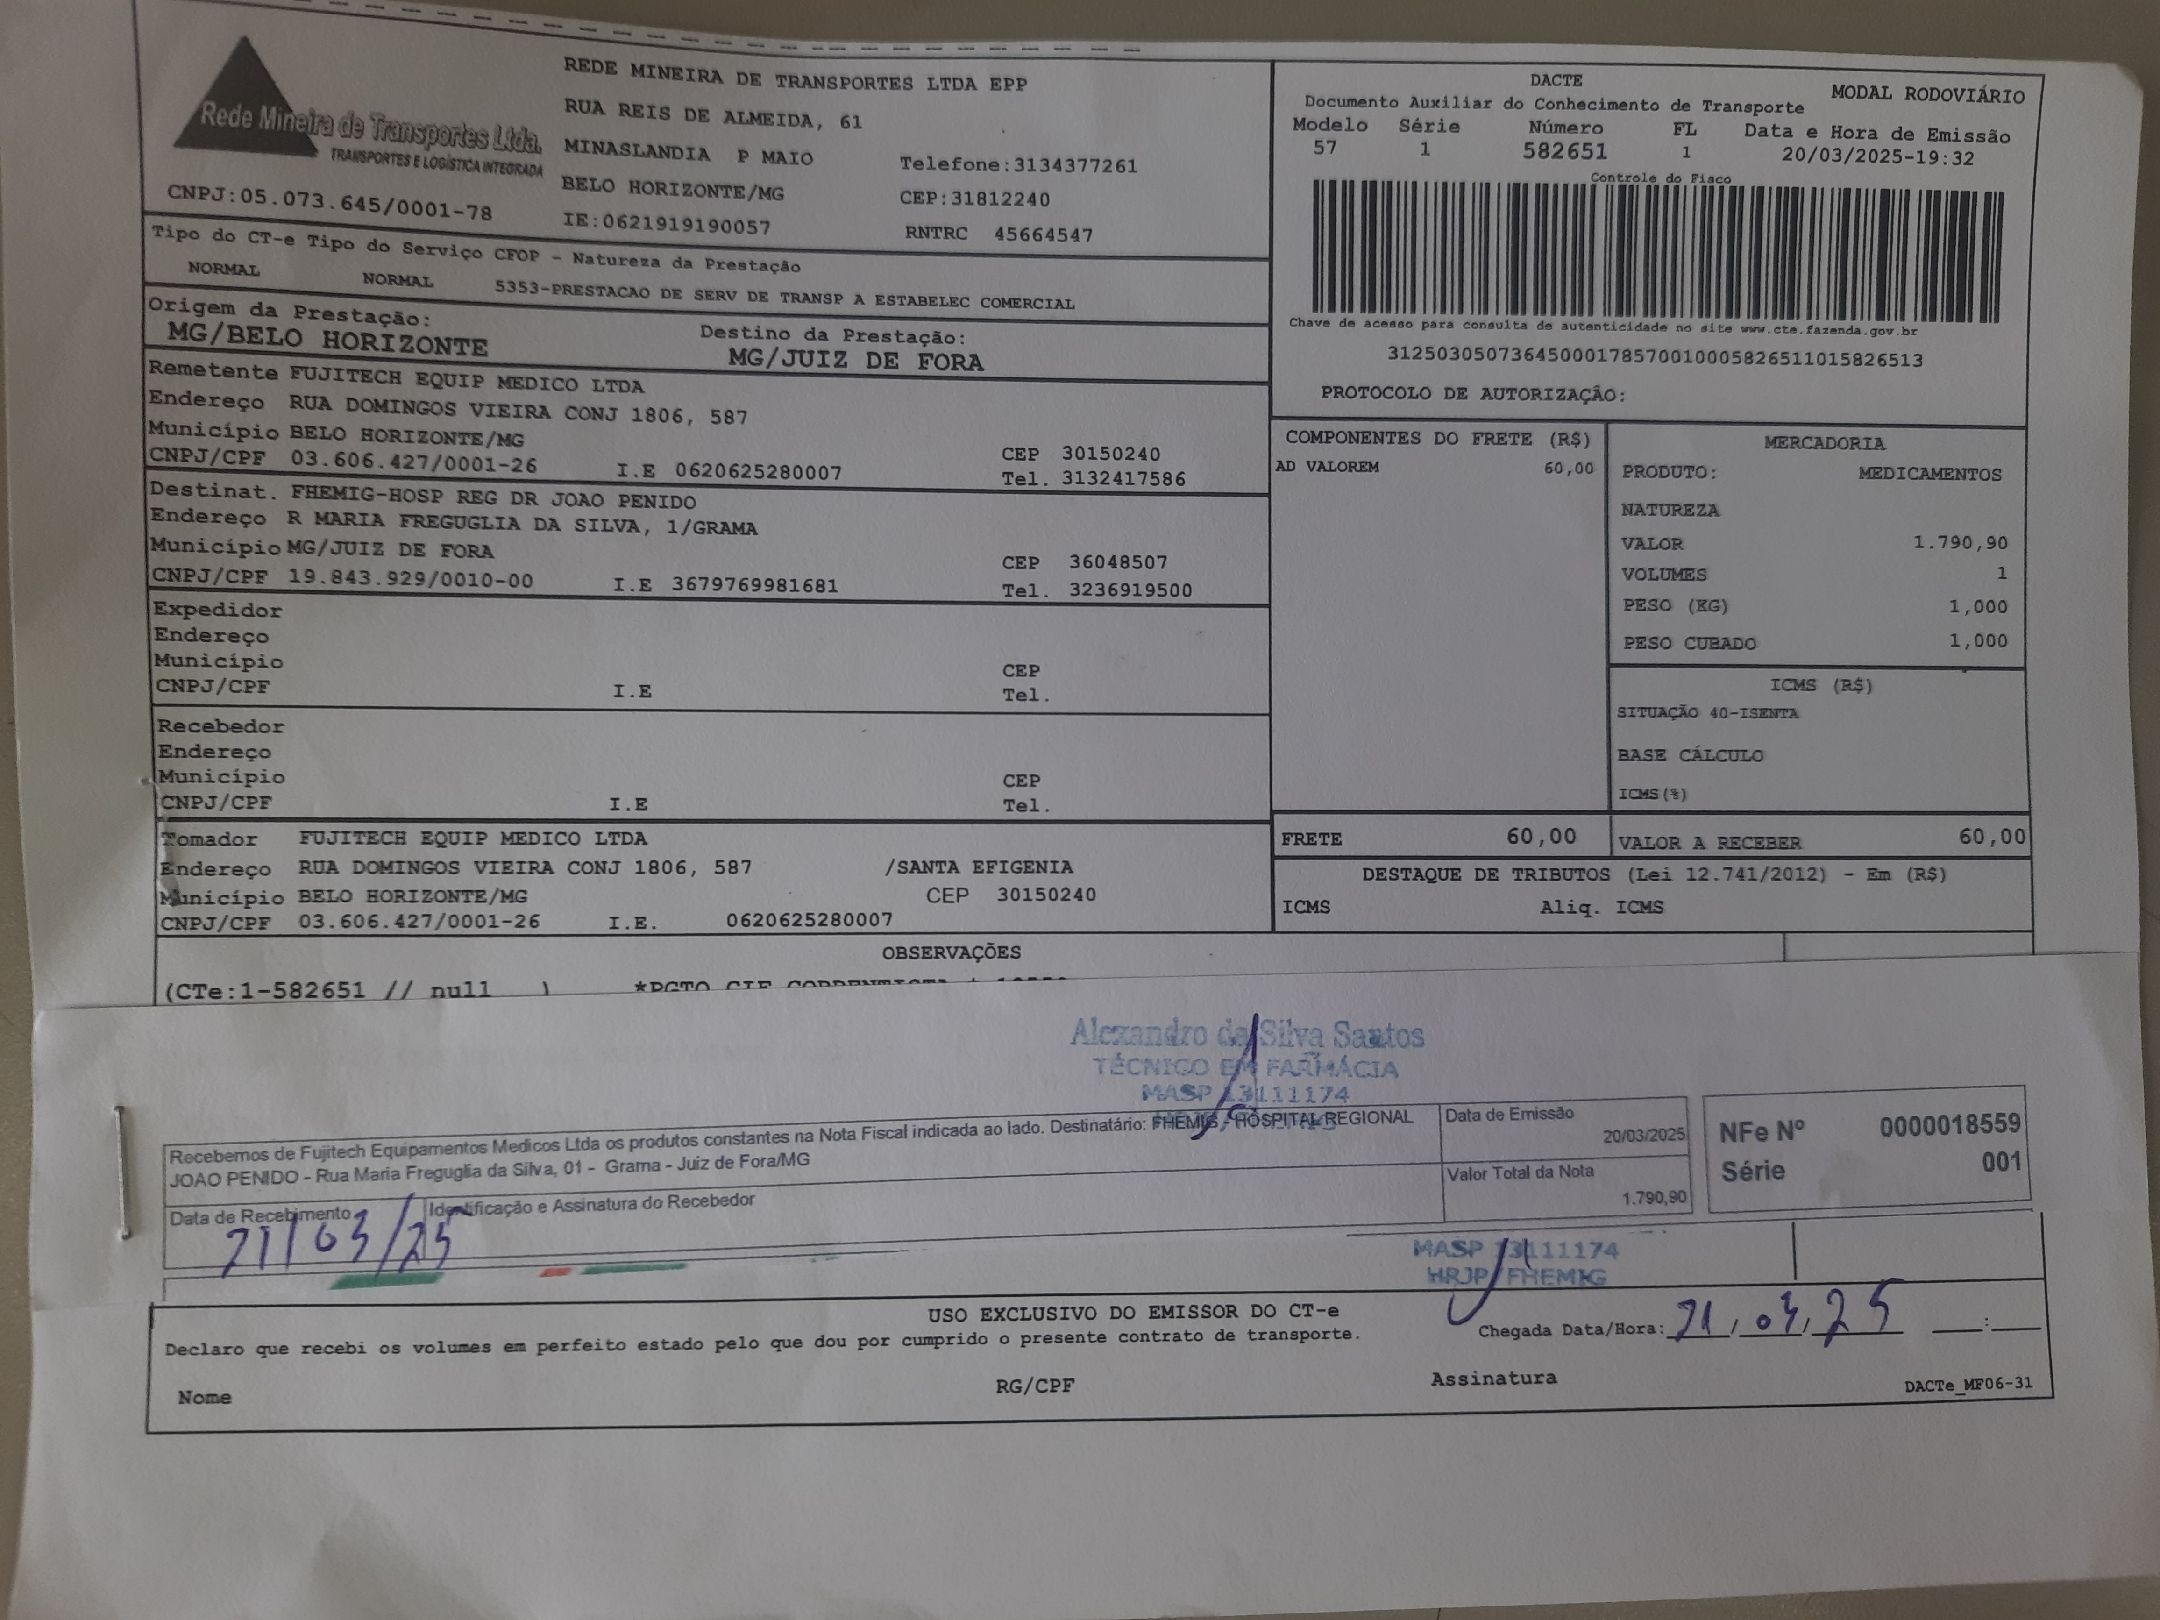 Rede Mineira de Transportes Ltda.
TRANSPORTES E LOGÍSTICA INTEGRADA
CNPJ:05.073.645/0001-78
REDE MINEIRA DE TRANSPORTES LTDA EPP
RUA REIS DE ALMEIDA, 61
MINASLANDIA P MAIO Telefone:3134377261
BELO HORIZONTE/MG CEP:31812240
IE:0621919190057 RNTRC 45664547
DACTE MODAL RODOVIÁRIO
Documento Auxiliar do Conhecimento de Transporte
Modelo Série Número FL Data e Hora de Emissão
57 1 582651 1 20/03/2025-19:32
Controle do Fisco
Chave de acesso para consulta de autenticidade no site www.cte.fazenda.gov.br
31250305073645000178570010005826511015826513
PROTOCOLO DE AUTORIZAÇÃO:
Tipo do CT-e Tipo do Serviço CFOP - Natureza da Prestação
NORMAL NORMAL 5353-PRESTACAO DE SERV DE TRANSP A ESTABELEC COMERCIAL
Origem da Prestação: Destino da Prestação:
MG/BELO HORIZONTE MG/JUIZ DE FORA
Remetente FUJITECH EQUIP MEDICO LTDA
Endereço RUA DOMINGOS VIEIRA CONJ 1806, 587
Município BELO HORIZONTE/MG CEP 30150240
CNPJ/CPF 03.606.427/0001-26 I.E 0620625280007 Tel. 3132417586
Destinat. FHEMIG-HOSP REG DR JOAO PENIDO
Endereço R MARIA FREGUGLIA DA SILVA, 1/GRAMA
Município MG/JUIZ DE FORA CEP 36048507
CNPJ/CPF 19.843.929/0010-00 I.E 3679769981681 Tel. 3236919500
Expedidor
Endereço
Município CEP
CNPJ/CPF I.E Tel.
Recebedor
Endereço
Município CEP
CNPJ/CPF I.E Tel.
Tomador FUJITECH EQUIP MEDICO LTDA
Endereço RUA DOMINGOS VIEIRA CONJ 1806, 587 /SANTA EFIGENIA
Município BELO HORIZONTE/MG CEP 30150240
CNPJ/CPF 03.606.427/0001-26 I.E. 0620625280007
COMPONENTES DO FRETE (R$)
AD VALOREM 60,00
MERCADORIA
PRODUTO: MEDICAMENTOS
NATUREZA
VALOR 1.790,90
VOLUMES 1
PESO (KG) 1,000
PESO CUBADO 1,000
ICMS (R$)
SITUAÇÃO 40-ISENTA
BASE CÁLCULO
ICMS(%)
FRETE 60,00 VALOR A RECEBER 60,00
DESTAQUE DE TRIBUTOS (Lei 12.741/2012) - Em (R$)
ICMS Aliq. ICMS
OBSERVAÇÕES
(CTe:1-582651 // null ) *PGTO CIF CORRENTISTA
Alexandro da Silva Santos
TÉCNICO EM FARMÁCIA
MASP 13111174
Recebemos de Fujitech Equipamentos Medicos Ltda os produtos constantes na Nota Fiscal indicada ao lado. Destinatário: FHEMIG - HOSPITAL REGIONAL
JOAO PENIDO - Rua Maria Freguglia da Silva, 01 - Grama - Juiz de Fora/MG
Data de Emissão
20/03/2025
Valor Total da Nota
1.790,90
NFe Nº 0000018559
Série 001
Data de Recebimento Identificação e Assinatura do Recebedor
21/03/25
MASP 13111174
HRJP/FHEMIG
USO EXCLUSIVO DO EMISSOR DO CT-e
Declaro que recebi os volumes em perfeito estado pelo que dou por cumprido o presente contrato de transporte.
Chegada Data/Hora: 21/03/25 __:__
Nome RG/CPF Assinatura
DACTe_MF06-31